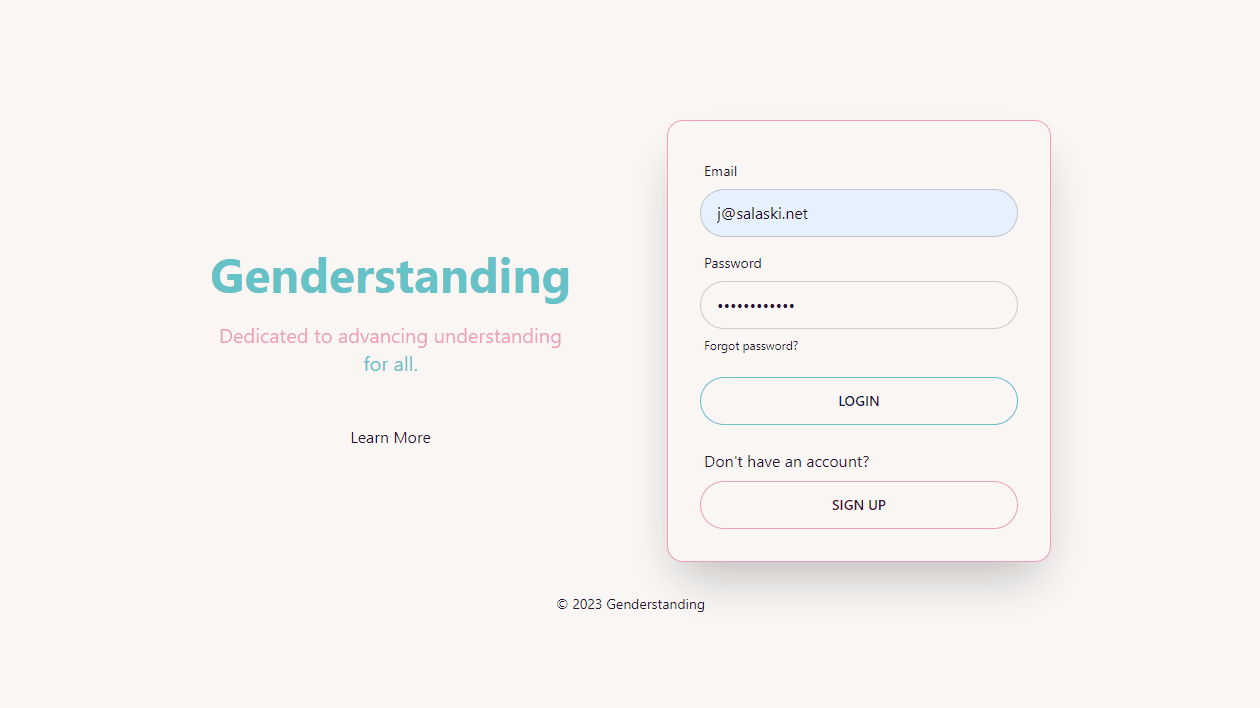 Genderstanding
Dedicated to advancing understanding
for all.
Learn More
Email
j@salaski.net
Password
••••••••••••
Forgot password?
LOGIN
Don't have an account?
SIGN UP
© 2023 Genderstanding